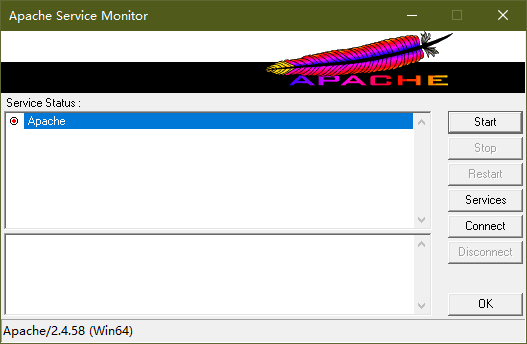 Apache Service Monitor
APACHE
Service Status :
Apache
Start
Stop
Restart
Services
Connect
Disconnect
OK
Apache/2.4.58 (Win64)